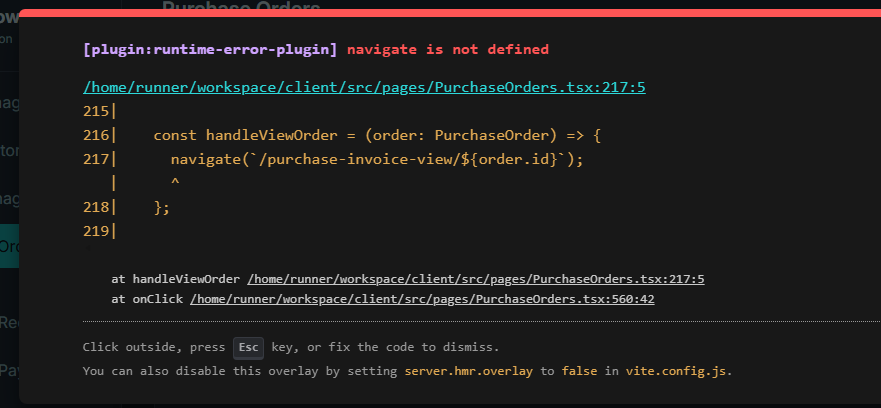 Purchase Orders
[plugin:runtime-error-plugin] navigate is not defined
/home/runner/workspace/client/src/pages/PurchaseOrders.tsx:217:5
215|
216|    const handleViewOrder = (order: PurchaseOrder) => {
217|      navigate(`/purchase-invoice-view/${order.id}`);
   |      ^
218|    };
219|
at handleViewOrder /home/runner/workspace/client/src/pages/PurchaseOrders.tsx:217:5
at onClick /home/runner/workspace/client/src/pages/PurchaseOrders.tsx:560:42
Click outside, press Esc key, or fix the code to dismiss.
You can also disable this overlay by setting server.hmr.overlay to false in vite.config.js.